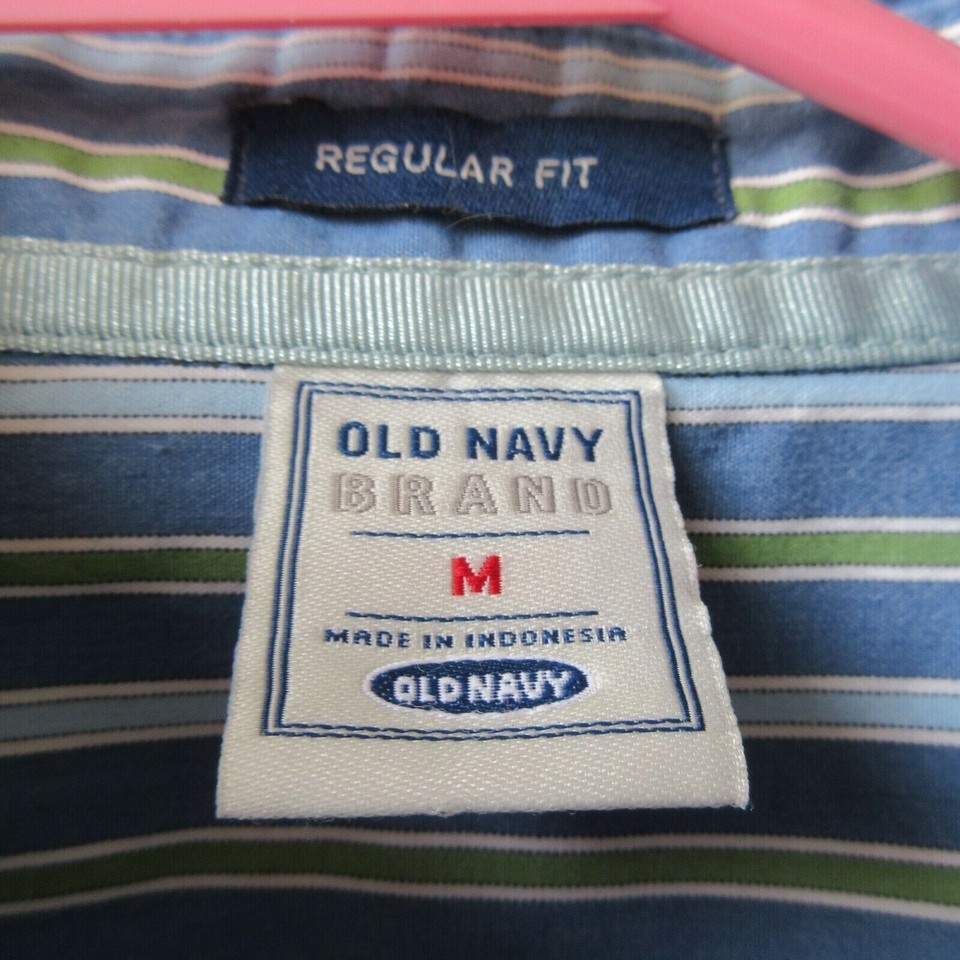 REGULAR FIT
OLD NAVY
BRAND
M
MADE IN INDONESIA
OLD NAVY